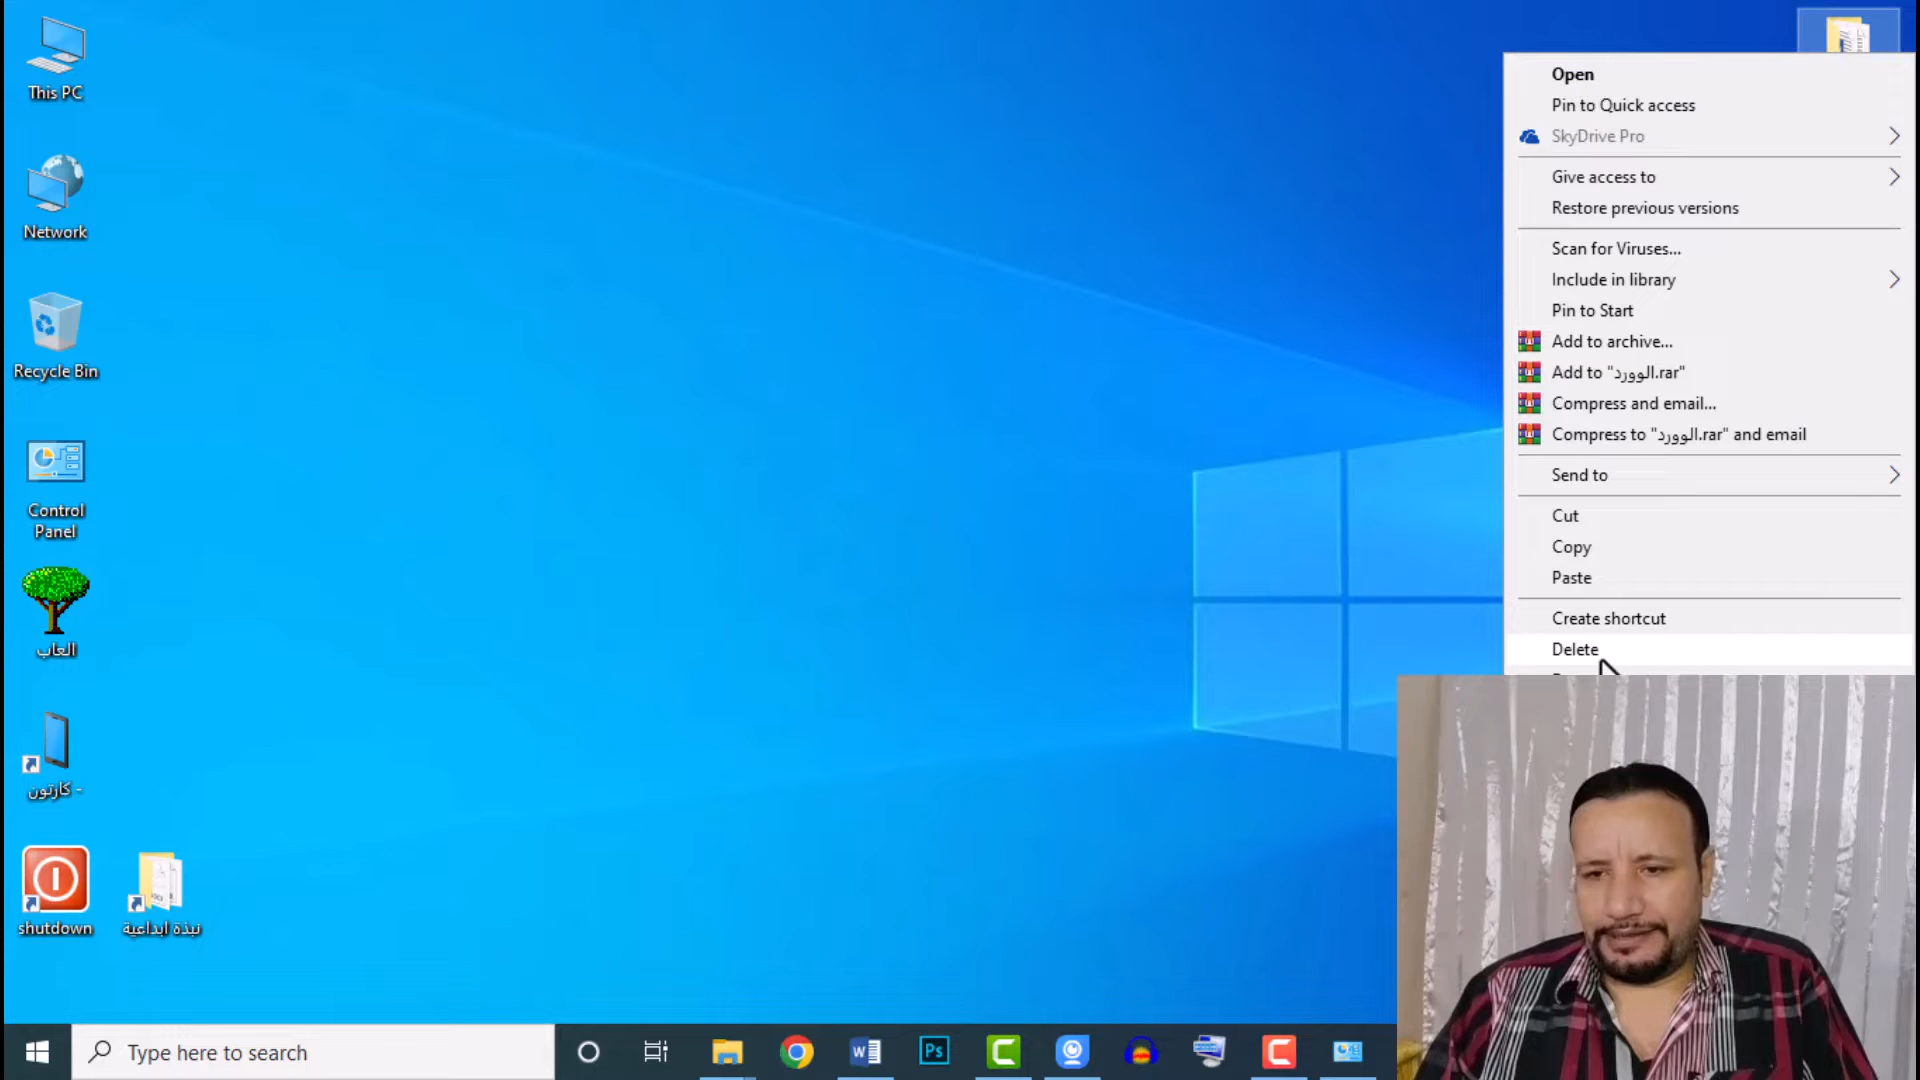 This PC
Network
Recycle Bin
Control
Panel
العاب
كارتون -
shutdown
نبذة ابداعية
Open
Pin to Quick access
SkyDrive Pro
Give access to
Restore previous versions
Scan for Viruses...
Include in library
Pin to Start
Add to archive...
Add to "الوورد.rar"
Compress and email...
Compress to "الوورد.rar" and email
Send to
Cut
Copy
Paste
Create shortcut
Delete
Type here to search
Ps